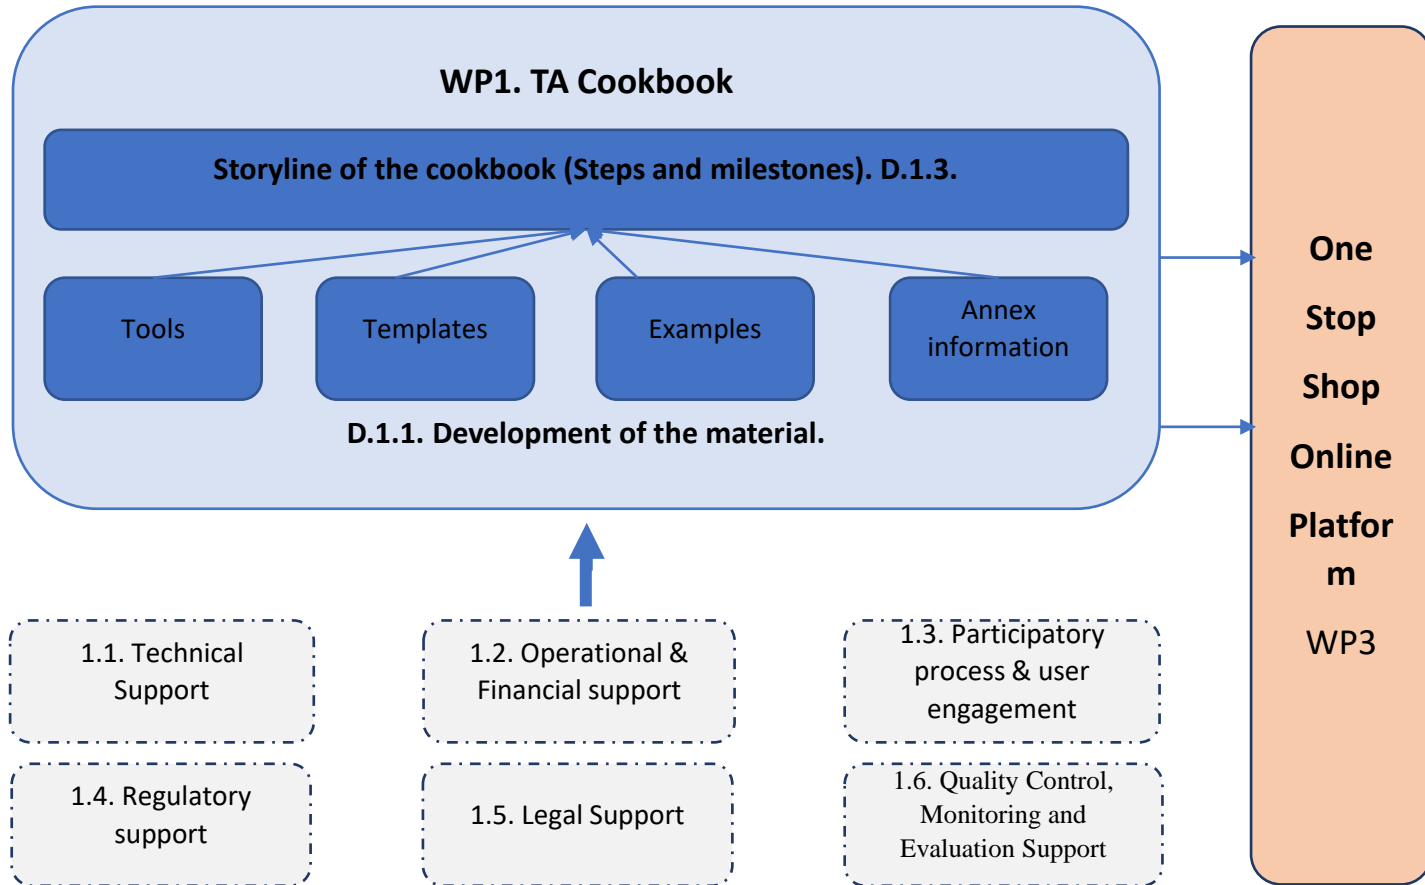 WP1. TA Cookbook
Storyline of the cookbook (Steps and milestones). D.1.3.
Tools
Templates
Examples
Annex
information
D.1.1. Development of the material.
1.1. Technical
Support
1.2. Operational &
Financial support
1.3. Participatory
process & user
engagement
1.4. Regulatory
support
1.5. Legal Support
1.6. Quality Control,
Monitoring and
Evaluation Support
One
Stop
Shop
Online
Platfor
m
WP3